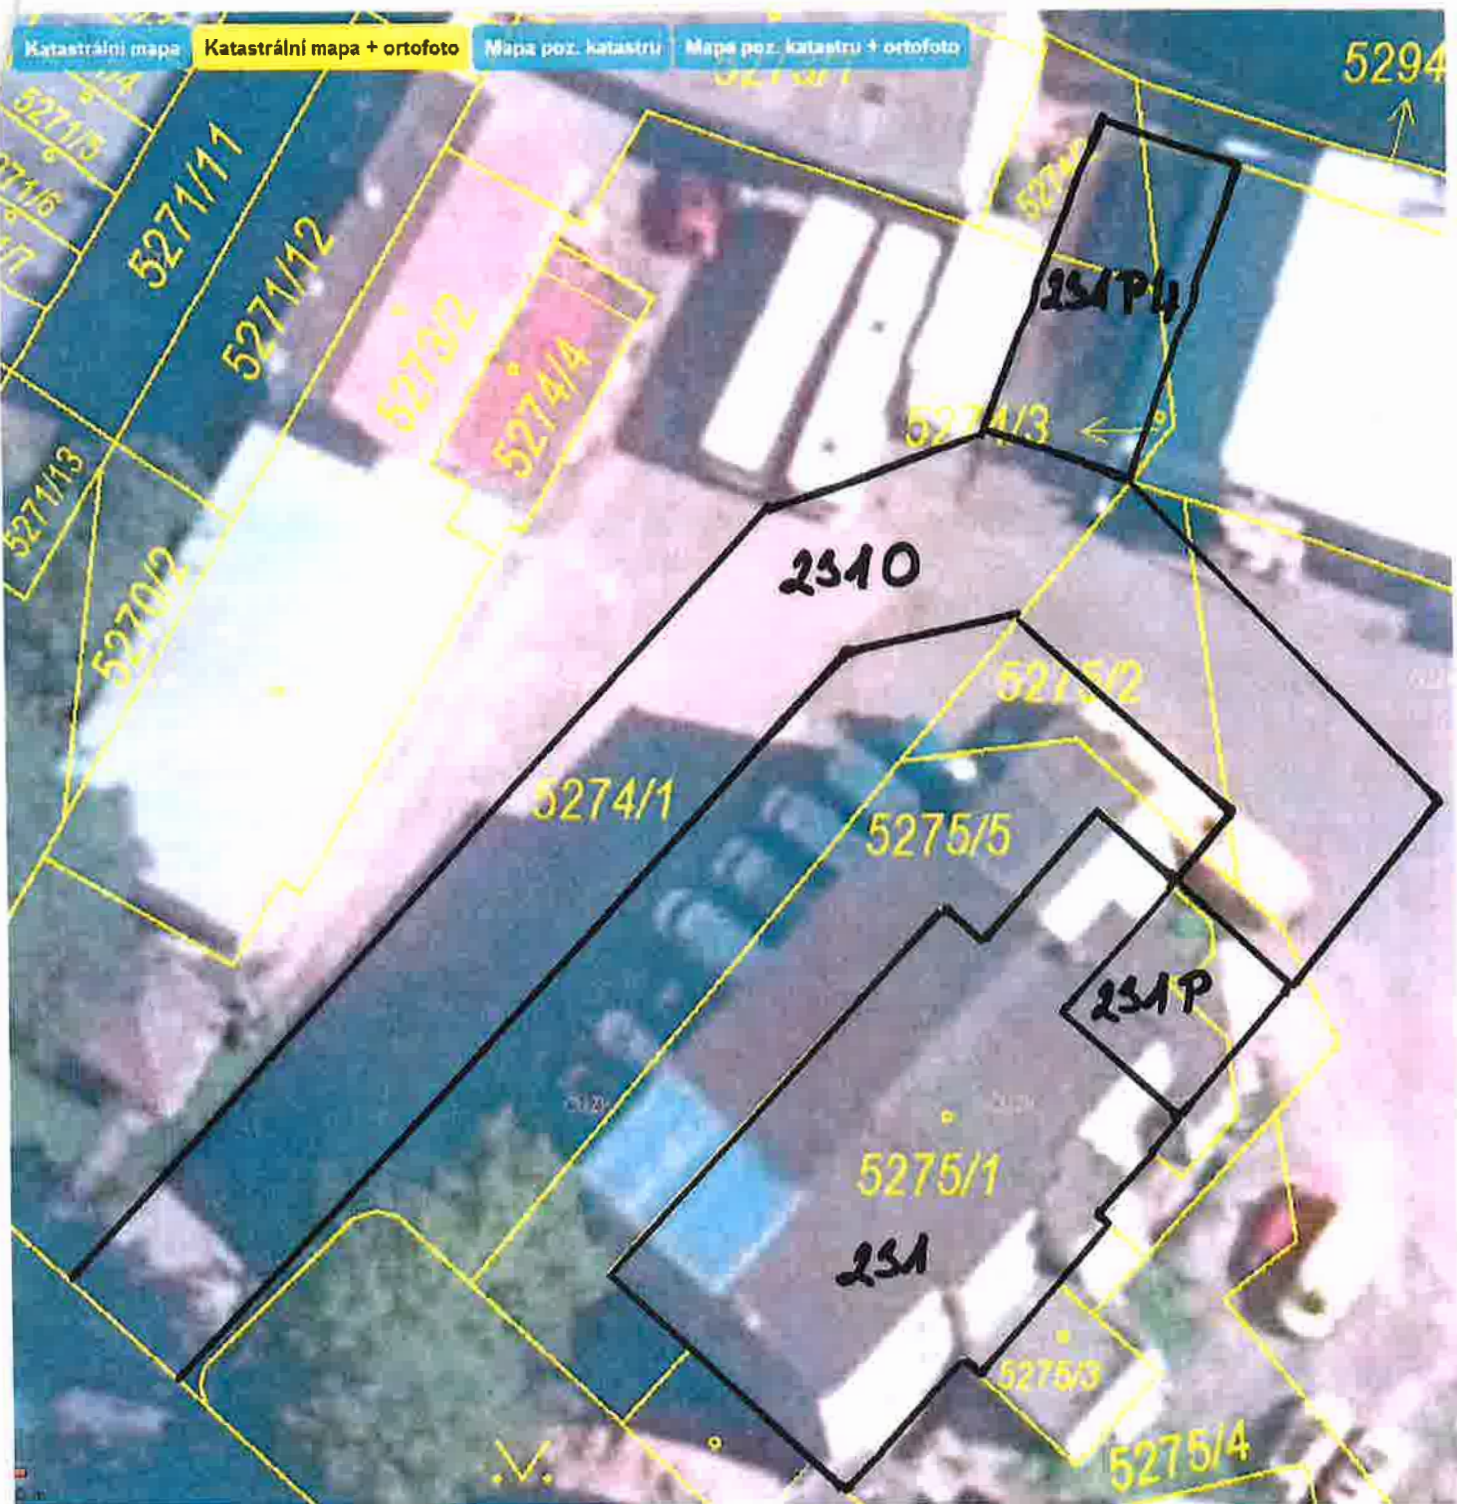 Katastrální mapa
Katastrální mapa + ortofoto
Mapa poz. katastru
Mapa poz. katastru + ortofoto
5294
5271/5
5271/11
5271/12
5273/2
5274/4
231P4
5271/13
5270/2
2310
5275/2
5274/1
5275/5
231P
5275/1
231
5275/3
5275/4